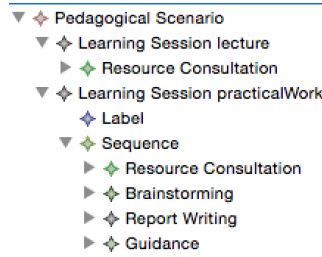 Pedagogical Scenario
Learning Session lecture
Resource Consultation
Learning Session practicalWork
Label
Sequence
Resource Consultation
Brainstorming
Report Writing
Guidance